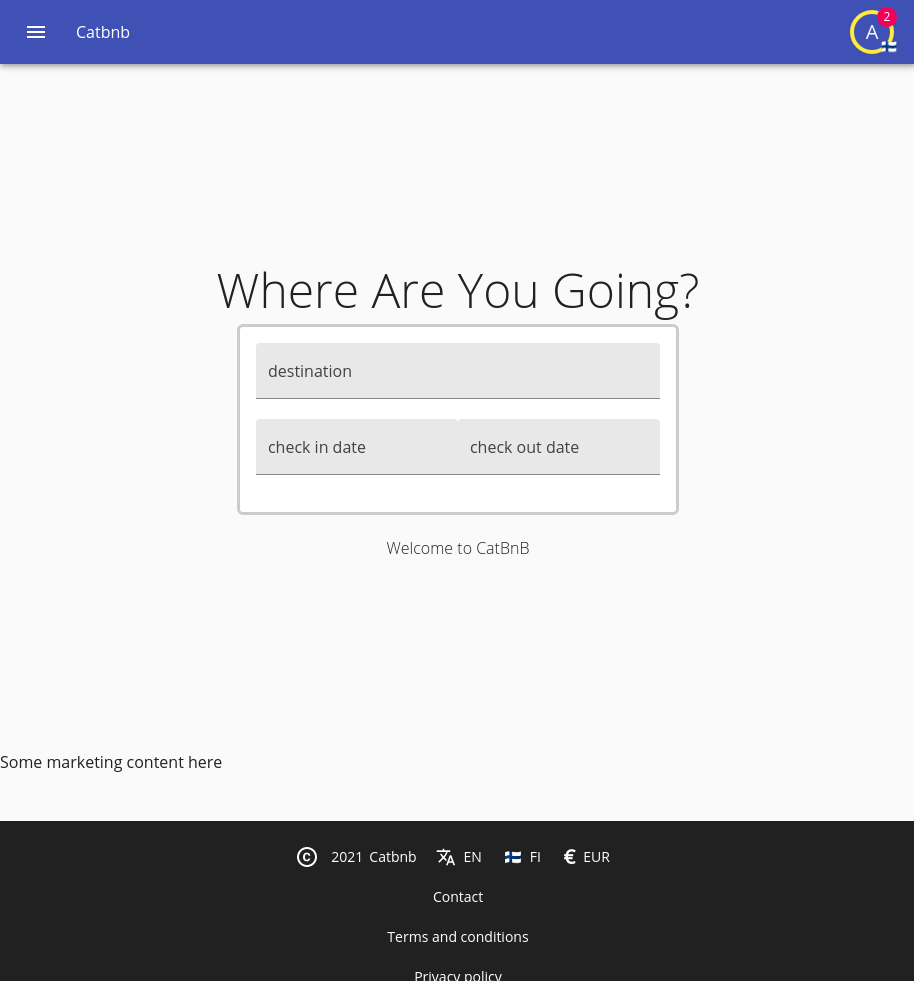 Catbnb
A
2
Where Are You Going?
destination
check in date check out date
Welcome to CatBnB
Some marketing content here
© 2021 Catbnb EN FI € EUR
Contact
Terms and conditions
Privacy policy